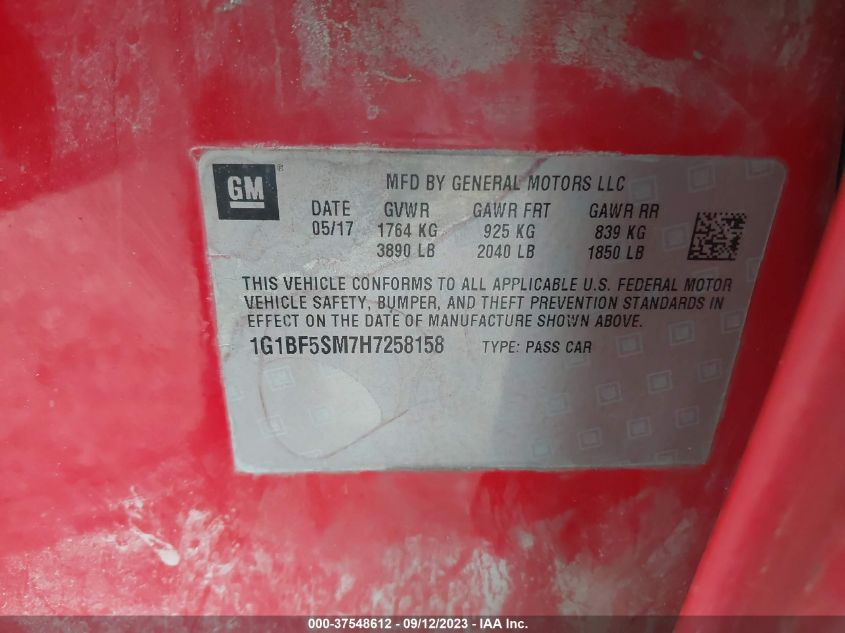 GM ®
MFD BY GENERAL MOTORS LLC
DATE GVWR GAWR FRT GAWR RR
05/17 1764 KG 925 KG 839 KG
3890 LB 2040 LB 1850 LB
THIS VEHICLE CONFORMS TO ALL APPLICABLE U.S. FEDERAL MOTOR
VEHICLE SAFETY, BUMPER, AND THEFT PREVENTION STANDARDS IN
EFFECT ON THE DATE OF MANUFACTURE SHOWN ABOVE.
1G1BF5SM7H7258158 TYPE: PASS CAR
000-37548612 - 09/12/2023 - IAA Inc.